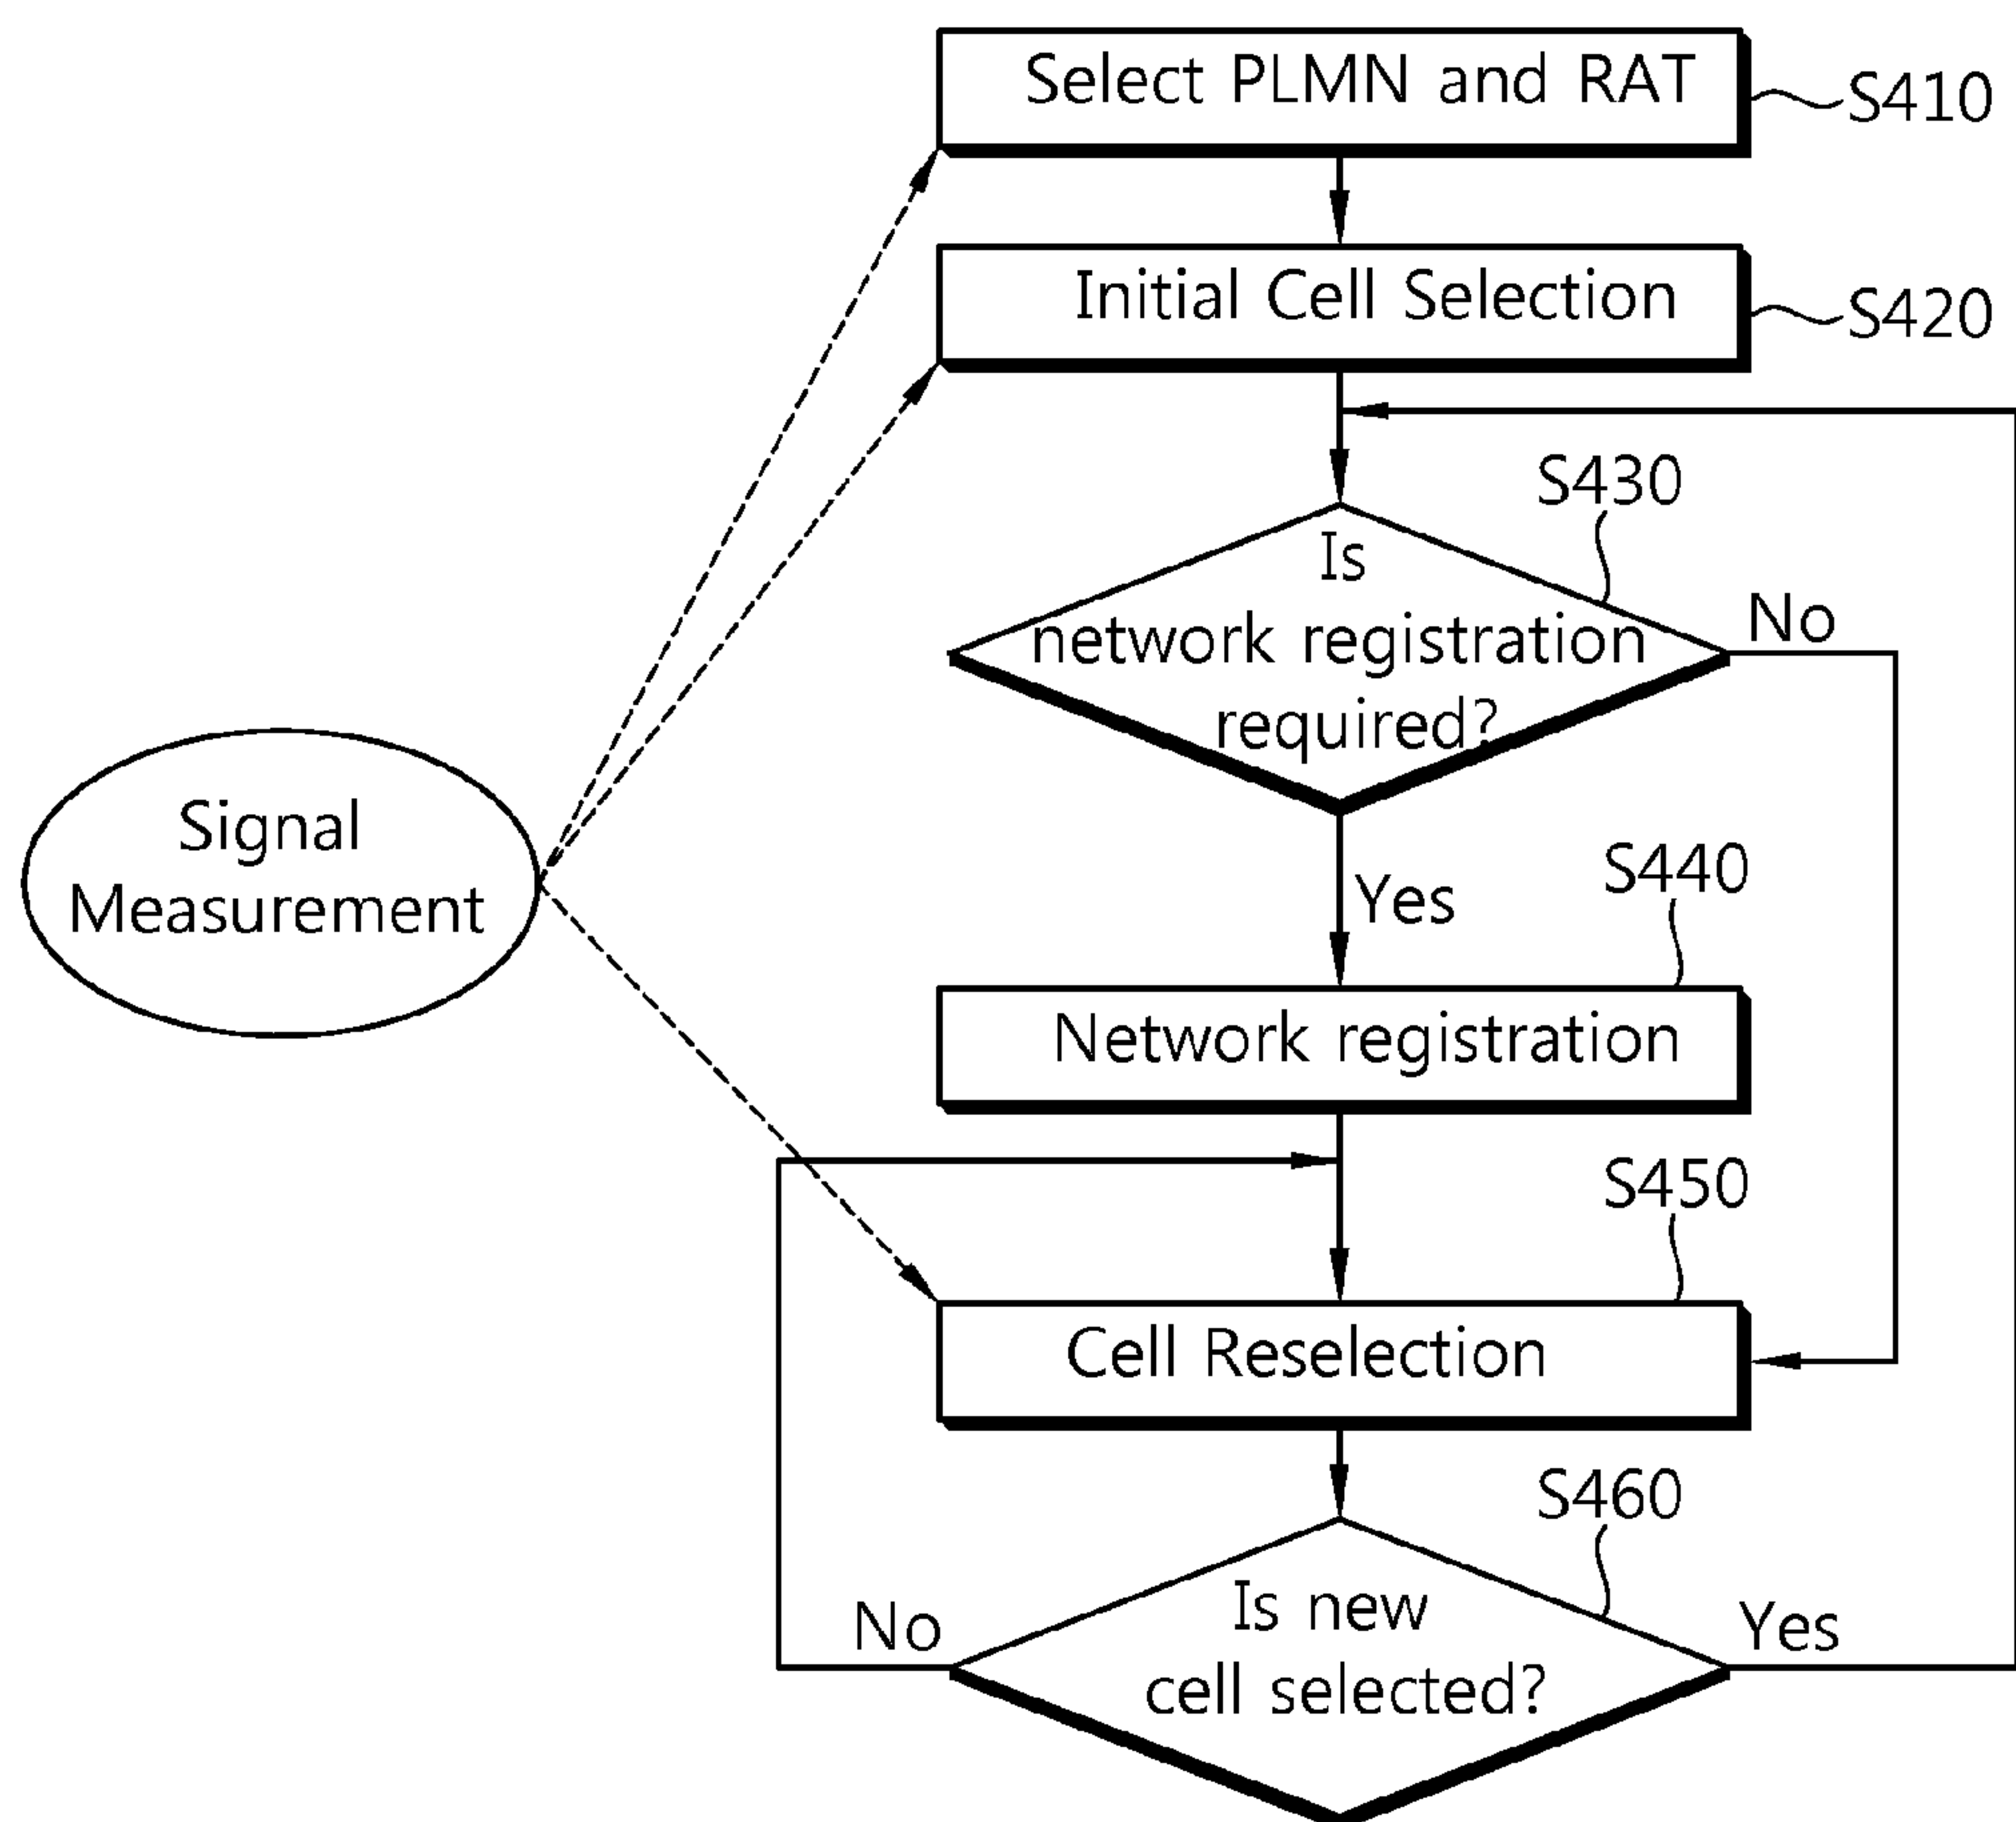 Select PLMN and RAT
S410
Initial Cell Selection
S420
S430
Is
network registration
required?
No
Signal
Measurement
Yes
S440
Network registration
S450
Cell Reselection
S460
Is new
cell selected?
No
Yes